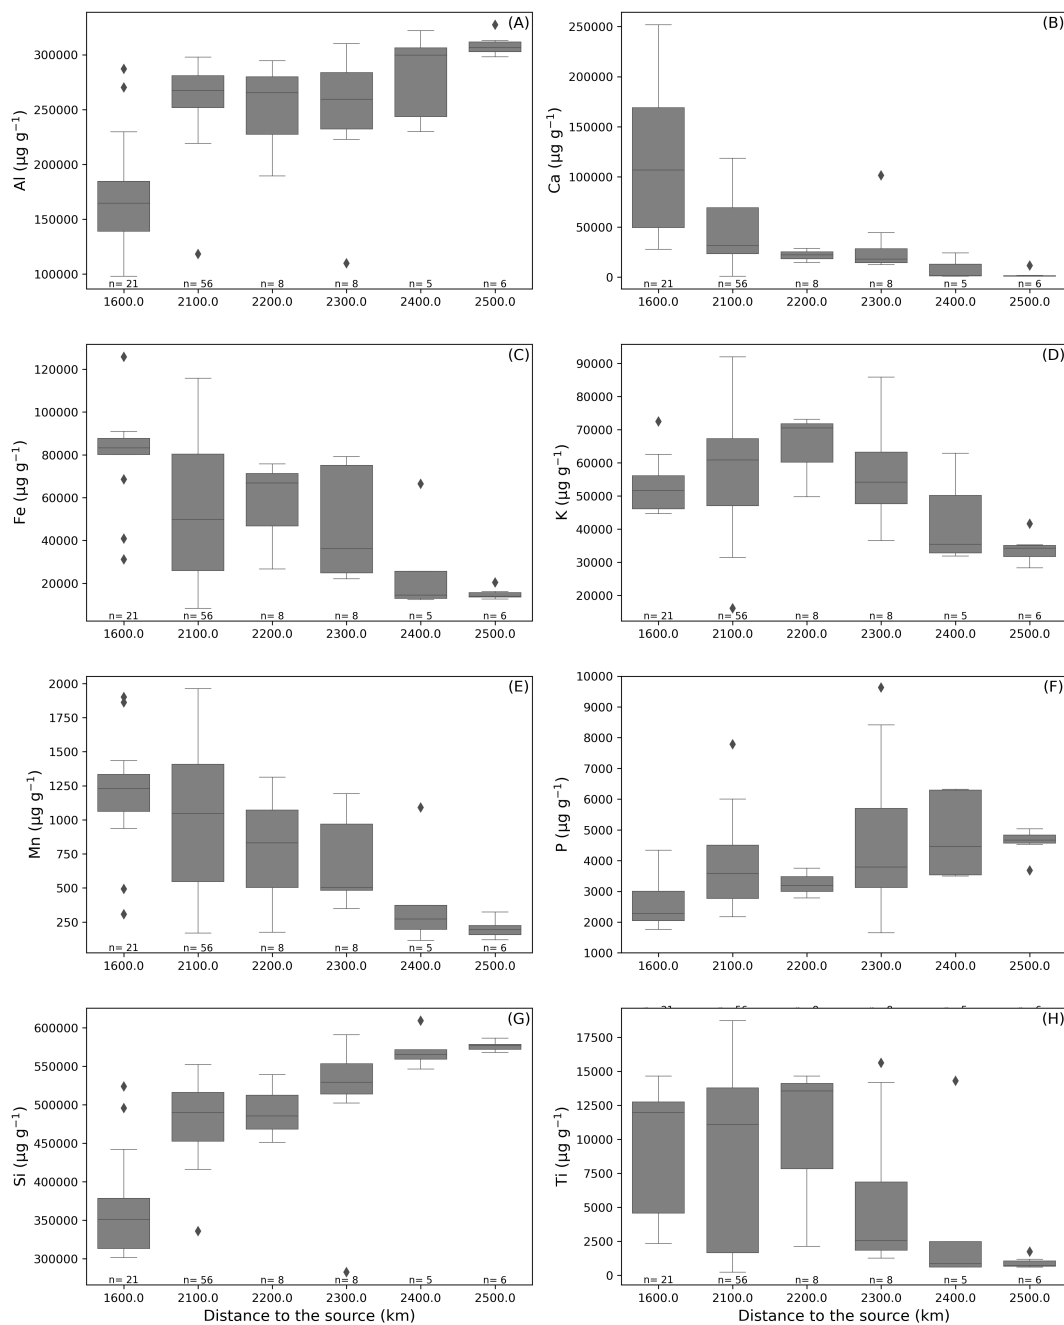 (A)
Al (µg g⁻¹)
300000
250000
200000
150000
100000
n= 21 n= 56 n= 8 n= 8 n= 5 n= 6
1600.0 2100.0 2200.0 2300.0 2400.0 2500.0
(B)
Ca (µg g⁻¹)
250000
200000
150000
100000
50000
0
n= 21 n= 56 n= 8 n= 8 n= 5 n= 6
1600.0 2100.0 2200.0 2300.0 2400.0 2500.0
(C)
Fe (µg g⁻¹)
120000
100000
80000
60000
40000
20000
n= 21 n= 56 n= 8 n= 8 n= 5 n= 6
1600.0 2100.0 2200.0 2300.0 2400.0 2500.0
(D)
K (µg g⁻¹)
90000
80000
70000
60000
50000
40000
30000
20000
n= 21 n= 56 n= 8 n= 8 n= 5 n= 6
1600.0 2100.0 2200.0 2300.0 2400.0 2500.0
(E)
Mn (µg g⁻¹)
2000
1750
1500
1250
1000
750
500
250
n= 21 n= 56 n= 8 n= 8 n= 5 n= 6
1600.0 2100.0 2200.0 2300.0 2400.0 2500.0
(F)
P (µg g⁻¹)
10000
9000
8000
7000
6000
5000
4000
3000
2000
1000
1600.0 2100.0 2200.0 2300.0 2400.0 2500.0
(G)
Si (µg g⁻¹)
600000
550000
500000
450000
400000
350000
300000
n= 21 n= 56 n= 8 n= 8 n= 5 n= 6
1600.0 2100.0 2200.0 2300.0 2400.0 2500.0
Distance to the source (km)
(H)
Ti (µg g⁻¹)
17500
15000
12500
10000
7500
5000
2500
0
n= 21 n= 56 n= 8 n= 8 n= 5 n= 6
1600.0 2100.0 2200.0 2300.0 2400.0 2500.0
Distance to the source (km)